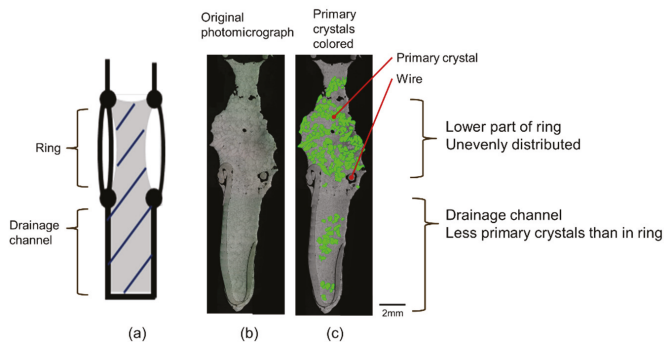 Original
photomicrograph
Primary
crystals
colored
Primary crystal
Wire
Ring
Lower part of ring
Unevenly distributed
Drainage
channel
Drainage channel
Less primary crystals than in ring
2mm
(a)
(b)
(c)